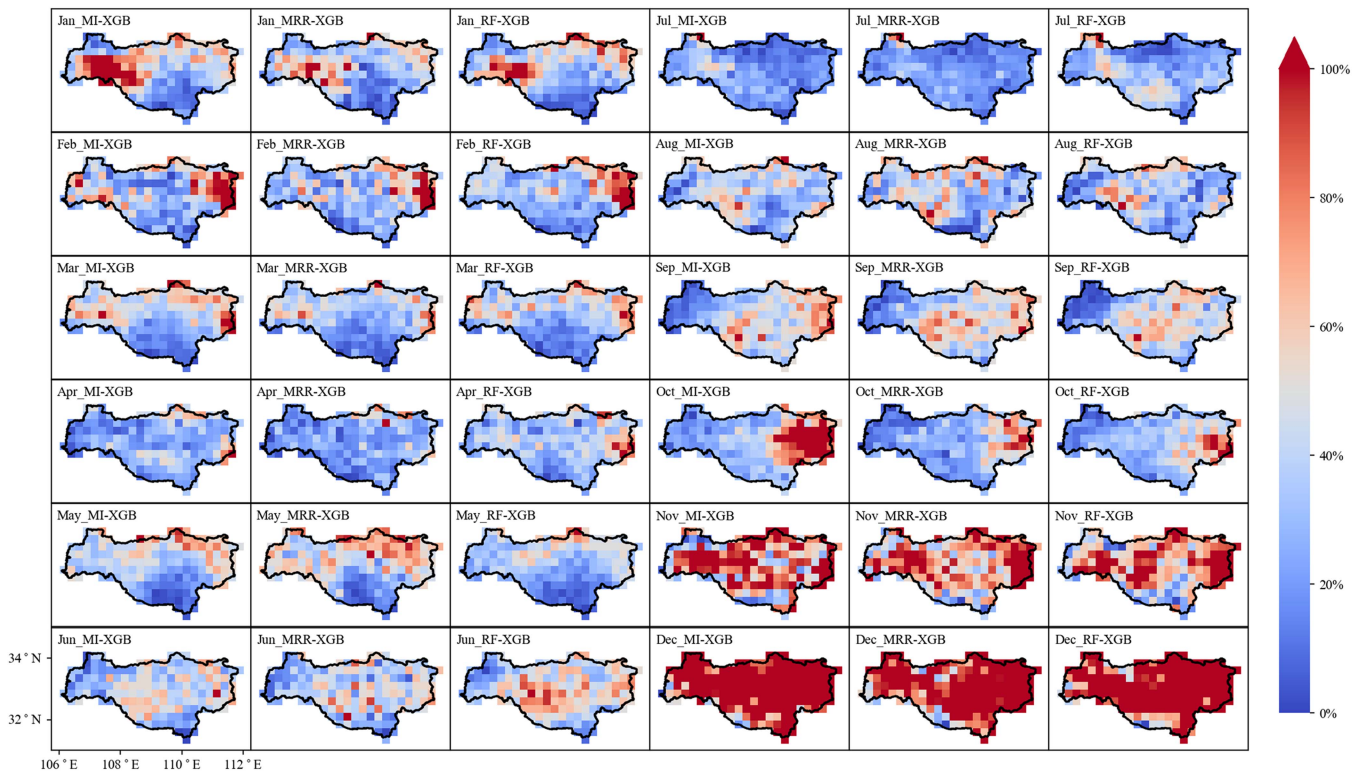 Jan_MI-XGB
Jan_MRR-XGB
Jan_RF-XGB
Jul_MI-XGB
Jul_MRR-XGB
Jul_RF-XGB
100%
Feb_MI-XGB
Feb_MRR-XGB
Feb_RF-XGB
Aug_MI-XGB
Aug_MRR-XGB
Aug_RF-XGB
80%
Mar_MI-XGB
Mar_MRR-XGB
Mar_RF-XGB
Sep_MI-XGB
Sep_MRR-XGB
Sep_RF-XGB
60%
Apr_MI-XGB
Apr_MRR-XGB
Apr_RF-XGB
Oct_MI-XGB
Oct_MRR-XGB
Oct_RF-XGB
40%
May_MI-XGB
May_MRR-XGB
May_RF-XGB
Nov_MI-XGB
Nov_MRR-XGB
Nov_RF-XGB
20%
Jun_MI-XGB
Jun_MRR-XGB
Jun_RF-XGB
Dec_MI-XGB
Dec_MRR-XGB
Dec_RF-XGB
0%
34°N
32°N
106°E 108°E 110°E 112°E